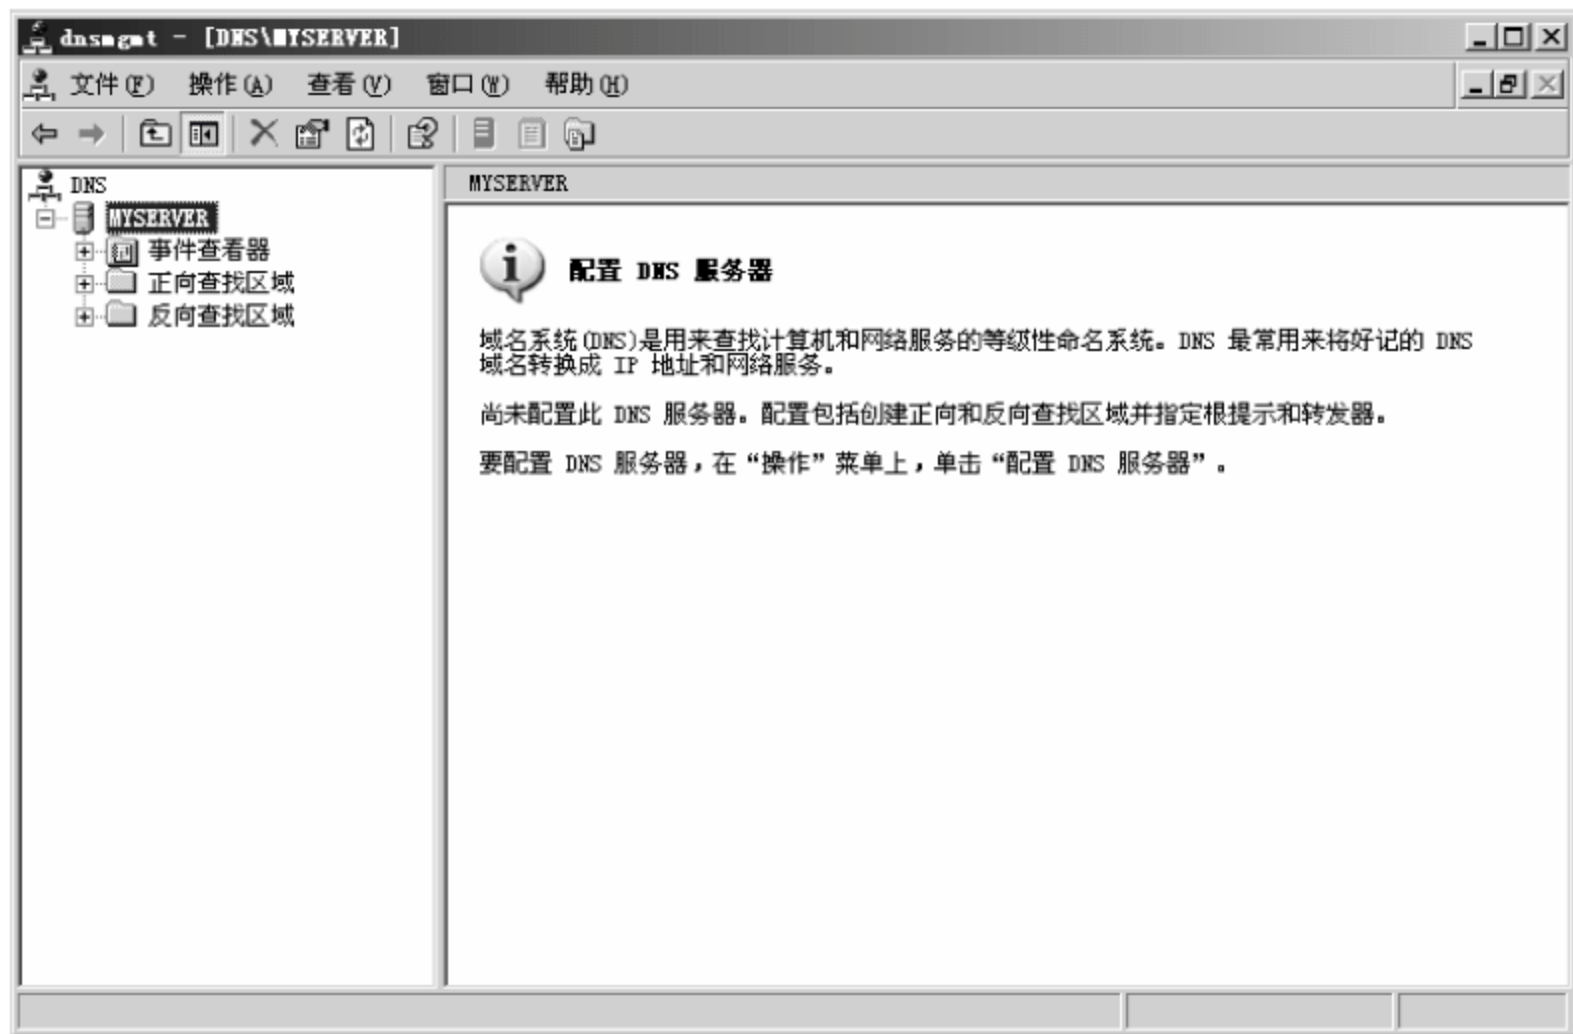 dnsmgmt - [DNS\MYSERVER]
文件(F) 操作(A) 查看(V) 窗口(W) 帮助(H)
DNS
MYSERVER
事件查看器
正向查找区域
反向查找区域
MYSERVER
配置 DNS 服务器
域名系统(DNS)是用来查找计算机和网络服务的等级性命名系统。DNS 最常用来将好记的 DNS
域名转换成 IP 地址和网络服务。
尚未配置此 DNS 服务器。配置包括创建正向和反向查找区域并指定根提示和转发器。
要配置 DNS 服务器，在“操作”菜单上，单击“配置 DNS 服务器”。